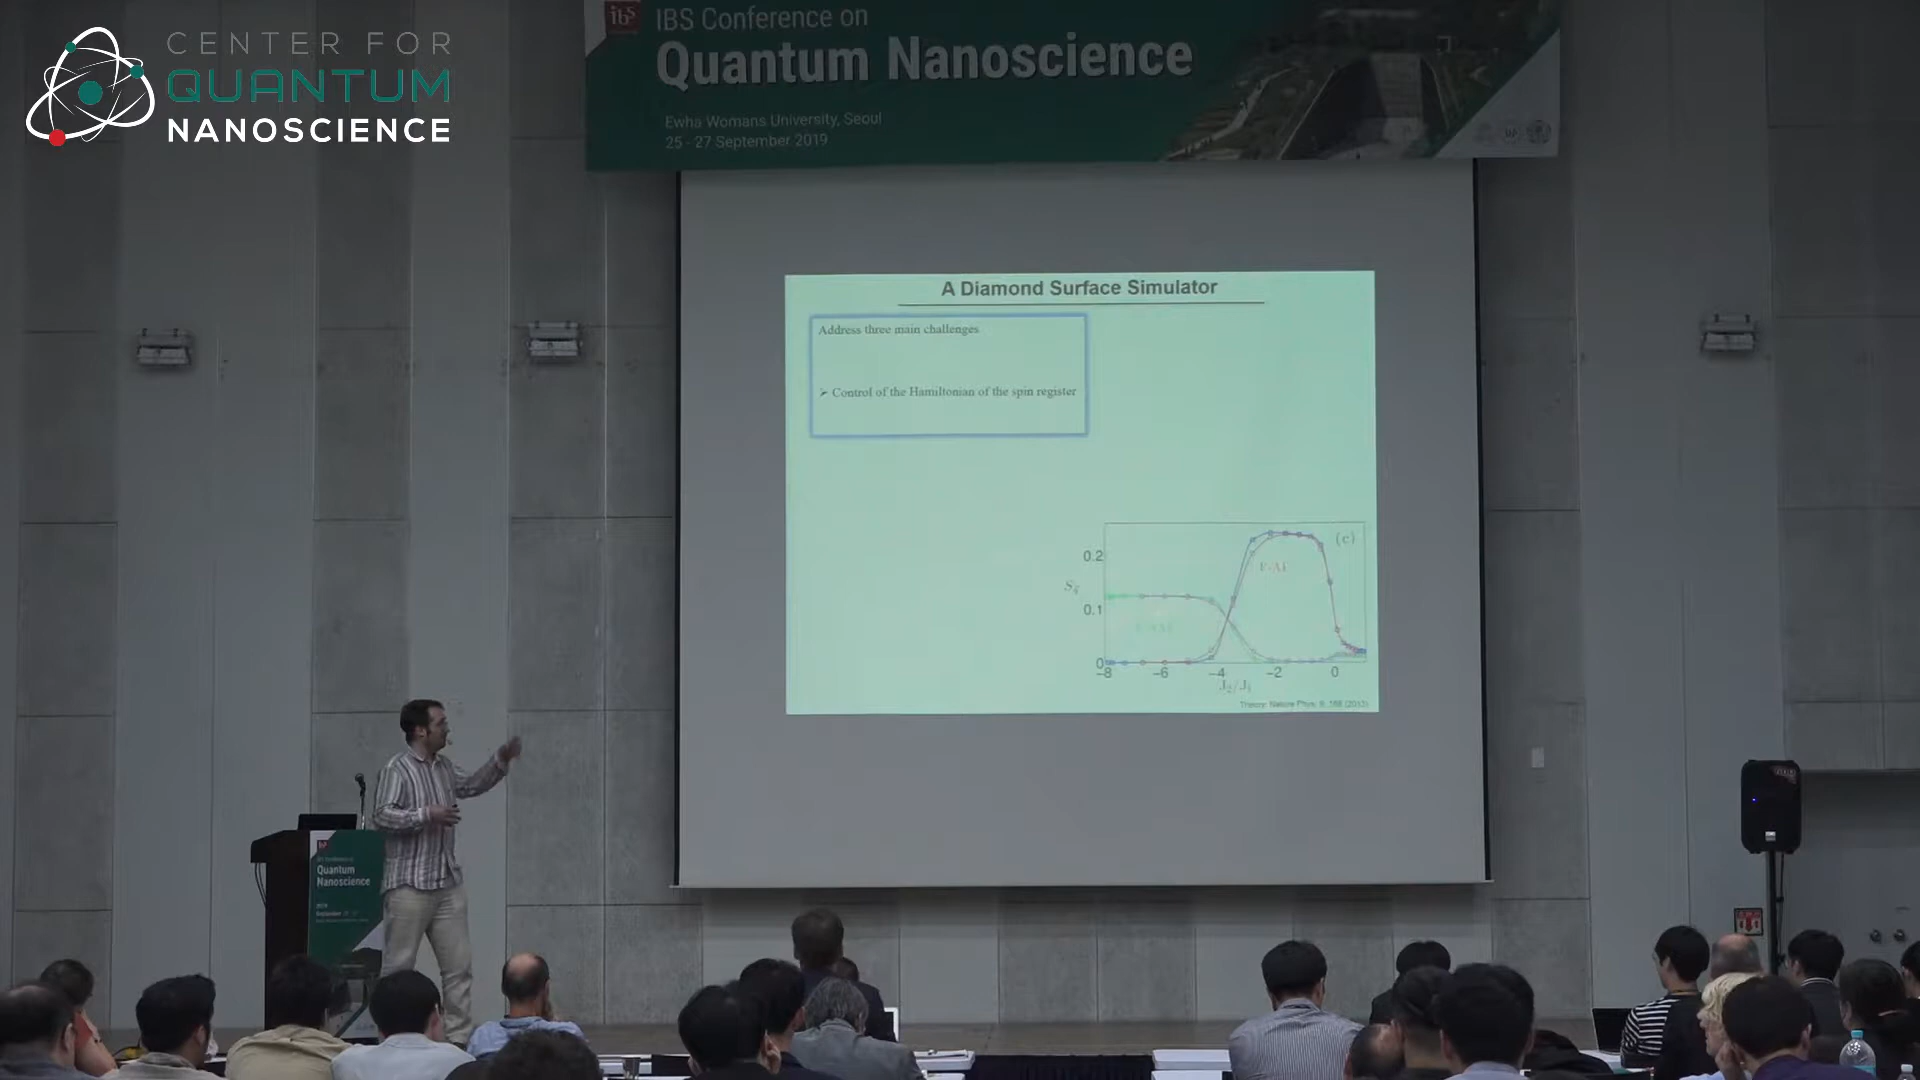 CENTER FOR
QUANTUM
NANOSCIENCE
ibs
IBS Conference on
Quantum Nanoscience
Ewha Womans University, Seoul
25 - 27 September 2019
A Diamond Surface Simulator
Address three main challenges
➢ Control of the Hamiltonian of the spin register
(c)
0.2
0.1
0
-8
-6
-4
-2
0
J2/J1
Quantum
Nanoscience